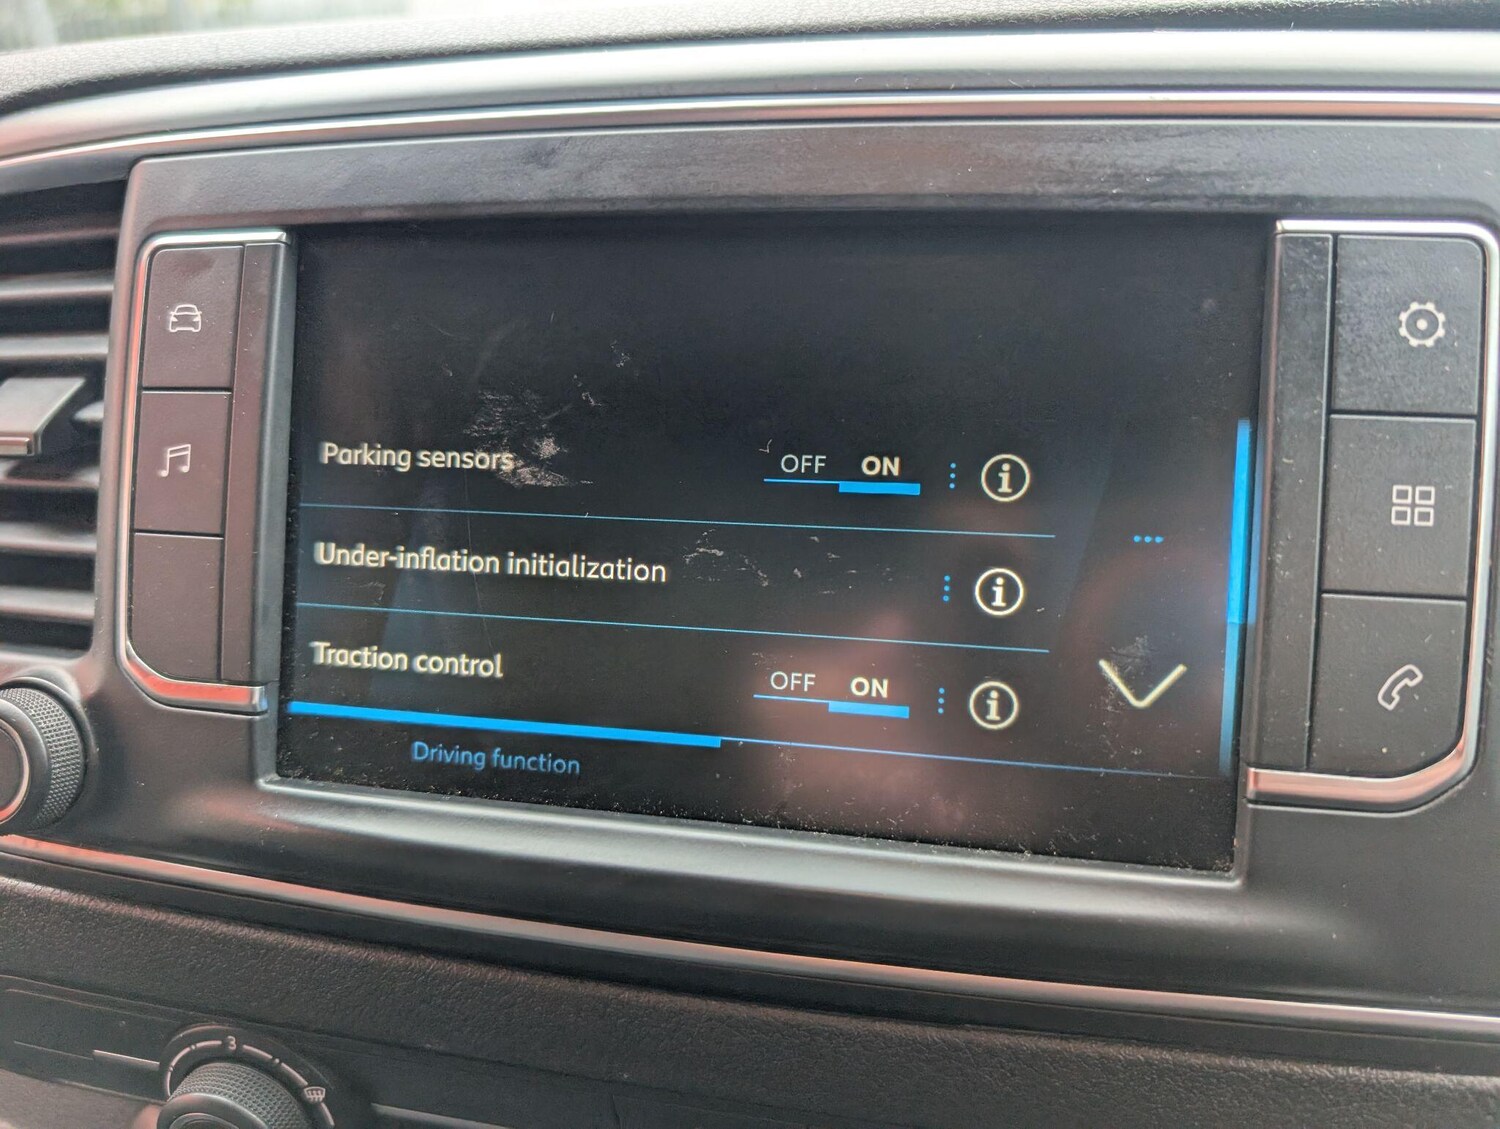 Parking sensors OFF ON
Under-inflation initialization
Traction control OFF ON
Driving function
3